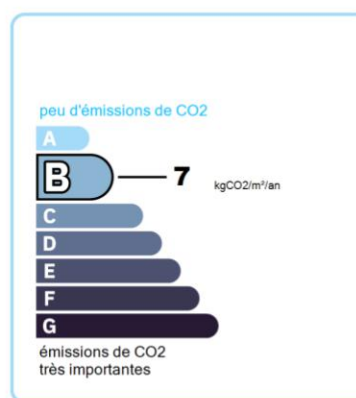 peu d'émissions de CO2
A
B 7 kgCO2/m²/an
C
D
E
F
G
émissions de CO2
très importantes